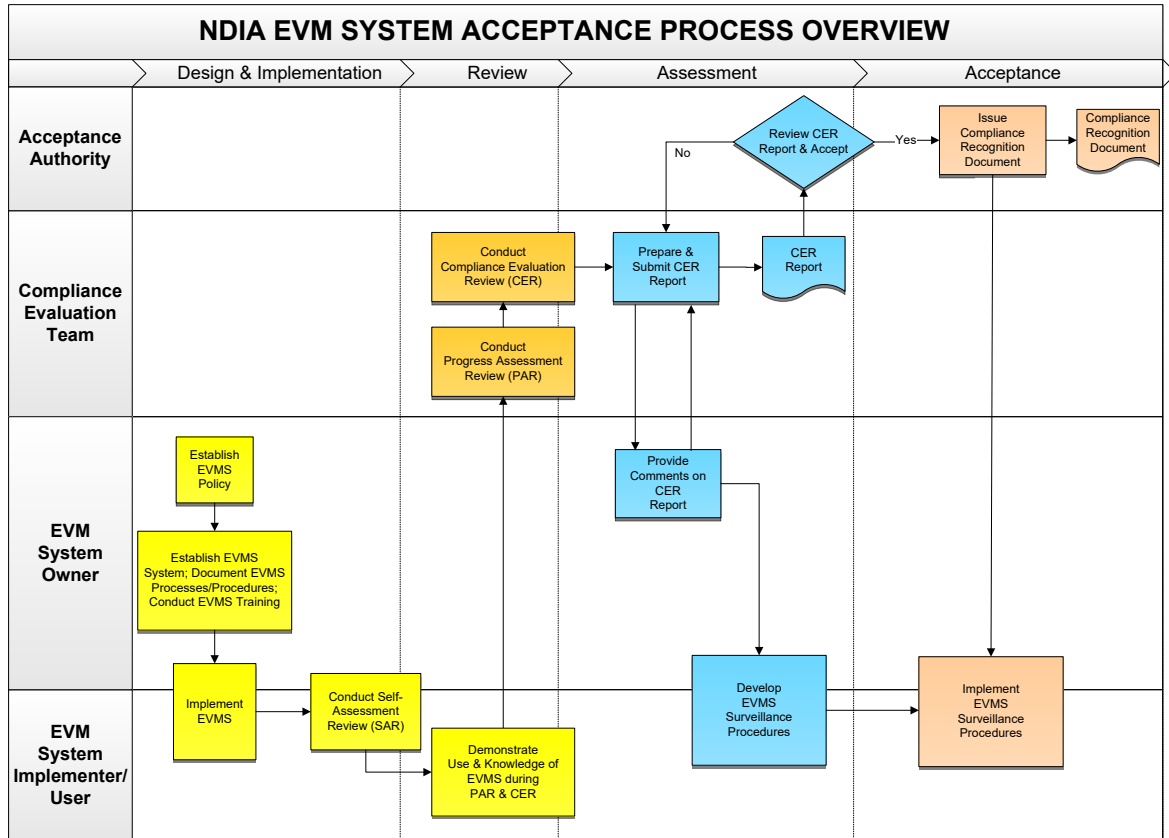 NDIA EVM SYSTEM ACCEPTANCE PROCESS OVERVIEW
Design & Implementation
Review
Assessment
Acceptance
Acceptance
Authority
Review CER
Report & Accept
No
Yes
Issue
Compliance
Recognition
Document
Compliance
Recognition
Document
Compliance
Evaluation
Team
Conduct
Compliance Evaluation
Review (CER)
Prepare &
Submit CER
Report
CER
Report
Conduct
Progress Assessment
Review (PAR)
EVM
System
Owner
Establish
EVMS
Policy
Provide
Comments on
CER
Report
Establish EVMS
System; Document EVMS
Processes/Procedures;
Conduct EVMS Training
EVM
System
Implementer/
User
Implement
EVMS
Conduct Self-
Assessment
Review (SAR)
Demonstrate
Use & Knowledge of
EVMS during
PAR & CER
Develop
EVMS
Surveillance
Procedures
Implement
EVMS
Surveillance
Procedures